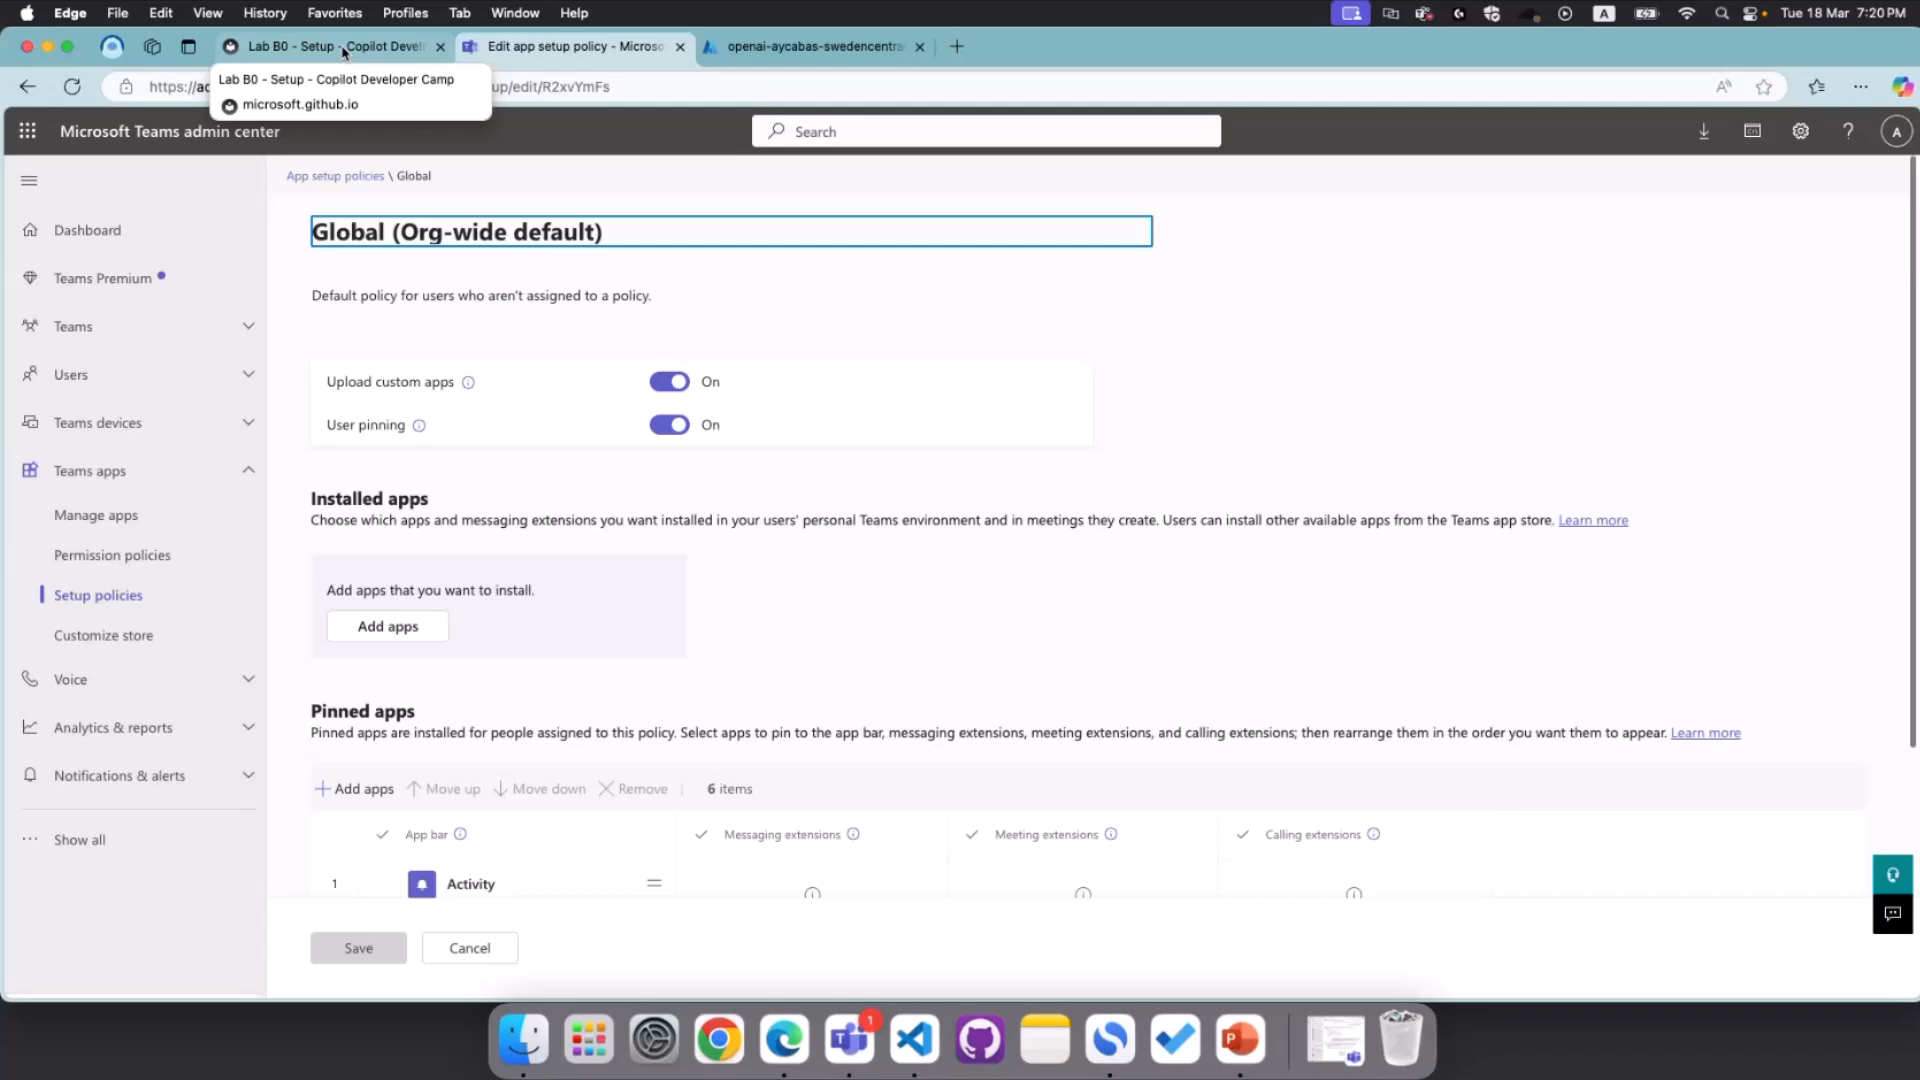 Edge File Edit View History Favorites Profiles Tab Window Help
A
Tue 18 Mar 7:20 PM
Lab B0 - Setup - Copilot Devel
Edit app setup policy - Microso
openai-aycabas-swedencentra
https://ac
up/edit/R2xvYmFs
Lab B0 - Setup - Copilot Developer Camp
microsoft.github.io
Microsoft Teams admin center
Search
A
App setup policies \ Global
Dashboard
Teams Premium
Teams
Users
Teams devices
Teams apps
Manage apps
Permission policies
Setup policies
Customize store
Voice
Analytics & reports
Notifications & alerts
Show all
Global (Org-wide default)
Default policy for users who aren't assigned to a policy.
Upload custom apps On
User pinning On
Installed apps
Choose which apps and messaging extensions you want installed in your users' personal Teams environment and in meetings they create. Users can install other available apps from the Teams app store. Learn more
Add apps that you want to install.
Add apps
Pinned apps
Pinned apps are installed for people assigned to this policy. Select apps to pin to the app bar, messaging extensions, meeting extensions, and calling extensions; then rearrange them in the order you want them to appear. Learn more
Add apps Move up Move down Remove 6 items
App bar Messaging extensions Meeting extensions Calling extensions
1 Activity
Save Cancel
1